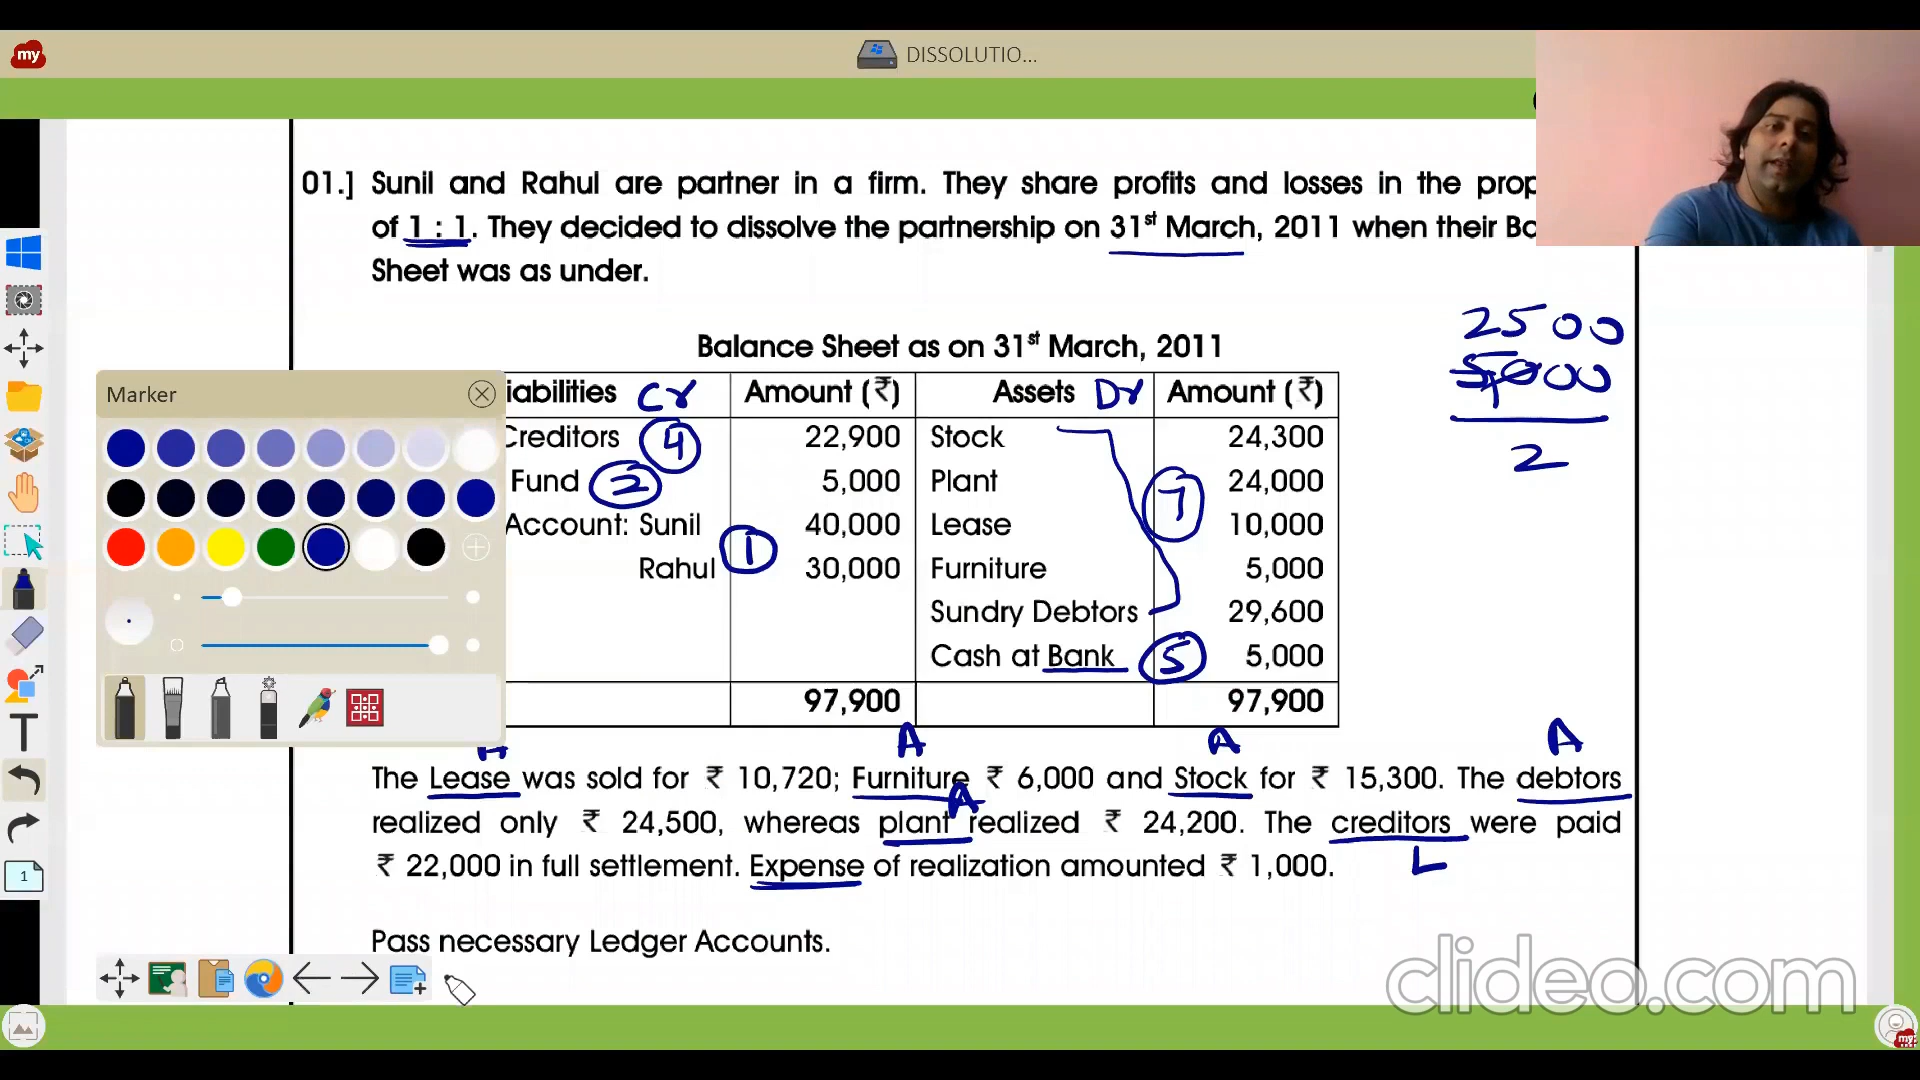 my
DISSOLUTIO...
01.] Sunil and Rahul are partner in a firm. They share profits and losses in the prop
of 1 : 1. They decided to dissolve the partnership on 31st March, 2011 when their Ba
Sheet was as under.
2500
5000
2
Balance Sheet as on 31st March, 2011
Marker
iabilities Cr Amount (₹) Assets Dr Amount (₹)
Creditors 4 22,900 Stock 24,300
Fund 2 5,000 Plant 24,000
7
Account: Sunil 40,000 Lease 10,000
1
Rahul 30,000 Furniture 5,000
Sundry Debtors 29,600
Cash at Bank 5 5,000
97,900 97,900
A A A
The Lease was sold for ₹ 10,720; Furniture ₹ 6,000 and Stock for ₹ 15,300. The debtors
A
realized only ₹ 24,500, whereas plant realized ₹ 24,200. The creditors were paid
L
₹ 22,000 in full settlement. Expense of realization amounted ₹ 1,000.
Pass necessary Ledger Accounts.
T
1
clideo.com
my